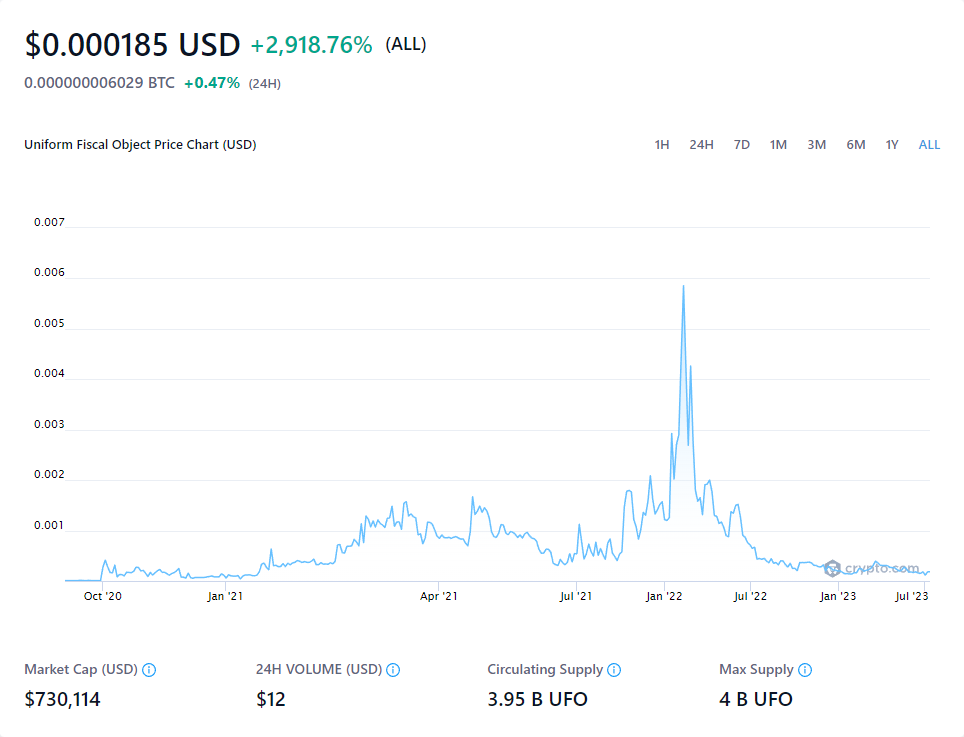 $0.000185 USD +2,918.76% (ALL)
0.000000006029 BTC +0.47% (24H)
Uniform Fiscal Object Price Chart (USD) 1H 24H 7D 1M 3M 6M 1Y ALL
0.007
0.006
0.005
0.004
0.003
0.002
0.001
crypto.com
Oct '20 Jan '21 Apr '21 Jul '21 Jan '22 Jul '22 Jan '23 Jul '23
Market Cap (USD) 24H VOLUME (USD) Circulating Supply Max Supply
$730,114 $12 3.95 B UFO 4 B UFO